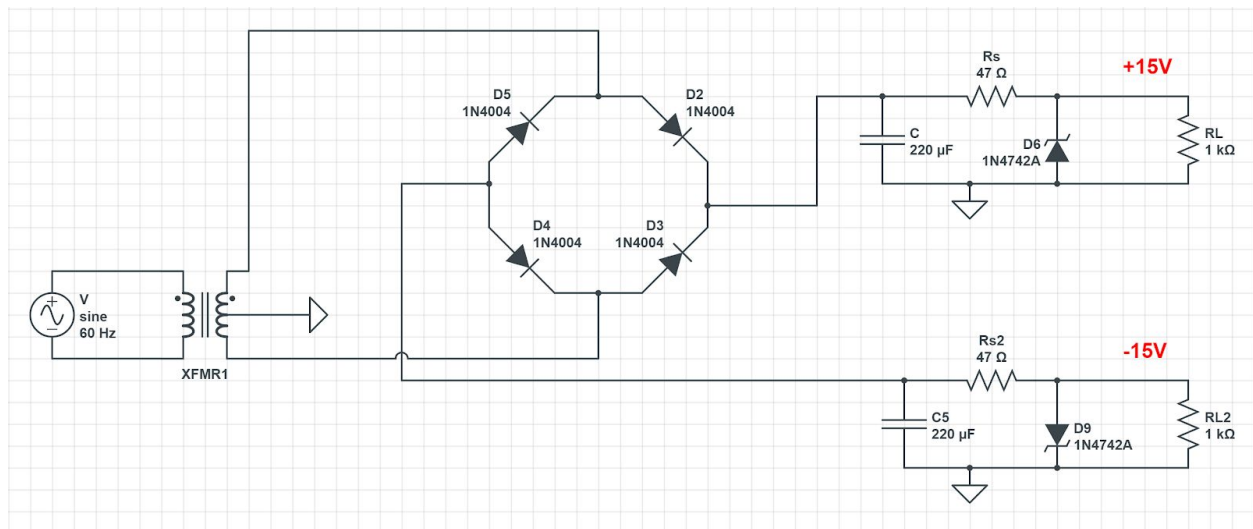 Rs
47 Ω
+15V
D5
1N4004
D2
1N4004
C
220 µF
D6
1N4742A
RL
1 kΩ
D4
1N4004
D3
1N4004
V
sine
60 Hz
XFMR1
Rs2
47 Ω
-15V
C5
220 µF
D9
1N4742A
RL2
1 kΩ